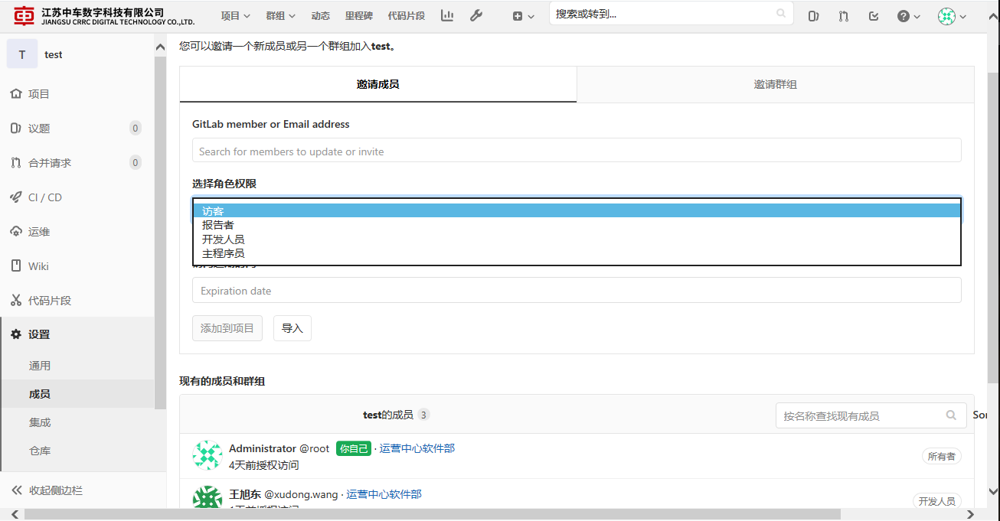 江苏中车数字科技有限公司
JIANGSU CRRC DIGITAL TECHNOLOGY CO.,LTD.
项目 群组 动态 里程碑 代码片段
搜索或转到...
T test
项目
议题 0
合并请求 0
CI / CD
运维
Wiki
代码片段
设置
通用
成员
集成
仓库
收起侧边栏
您可以邀请一个新成员或另一个群组加入test。
邀请成员 邀请群组
GitLab member or Email address
Search for members to update or invite
选择角色权限
访客
报告者
开发人员
主程序员
Expiration date
添加到项目 导入
现有的成员和群组
test的成员 3
按名称查找现有成员
Administrator @root 你自己 · 运营中心软件部
4天前授权访问
所有者
王旭东 @xudong.wang · 运营中心软件部
开发人员